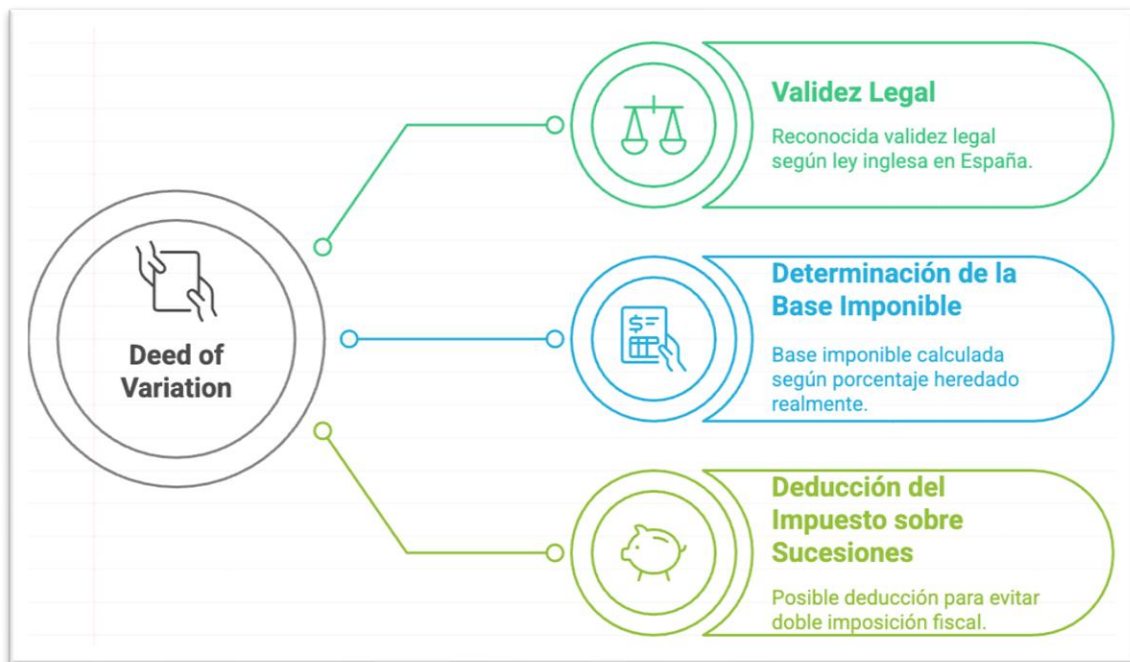 Deed of
Variation
Validez Legal
Reconocida validez legal
según ley inglesa en España.
Determinación de la
Base Imponible
Base imponible calculada
según porcentaje heredado
realmente.
Deducción del
Impuesto sobre
Sucesiones
Posible deducción para evitar
doble imposición fiscal.
$